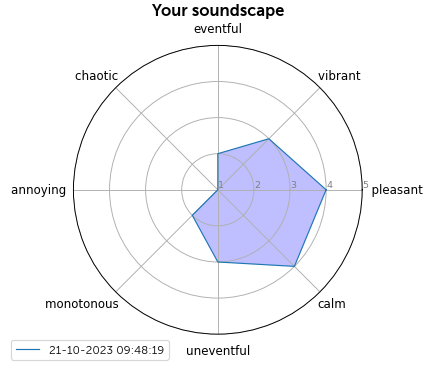 Your soundscape
eventful
chaotic
vibrant
annoying
1 2 3 4 5
pleasant
monotonous
calm
21-10-2023 09:48:19
uneventful